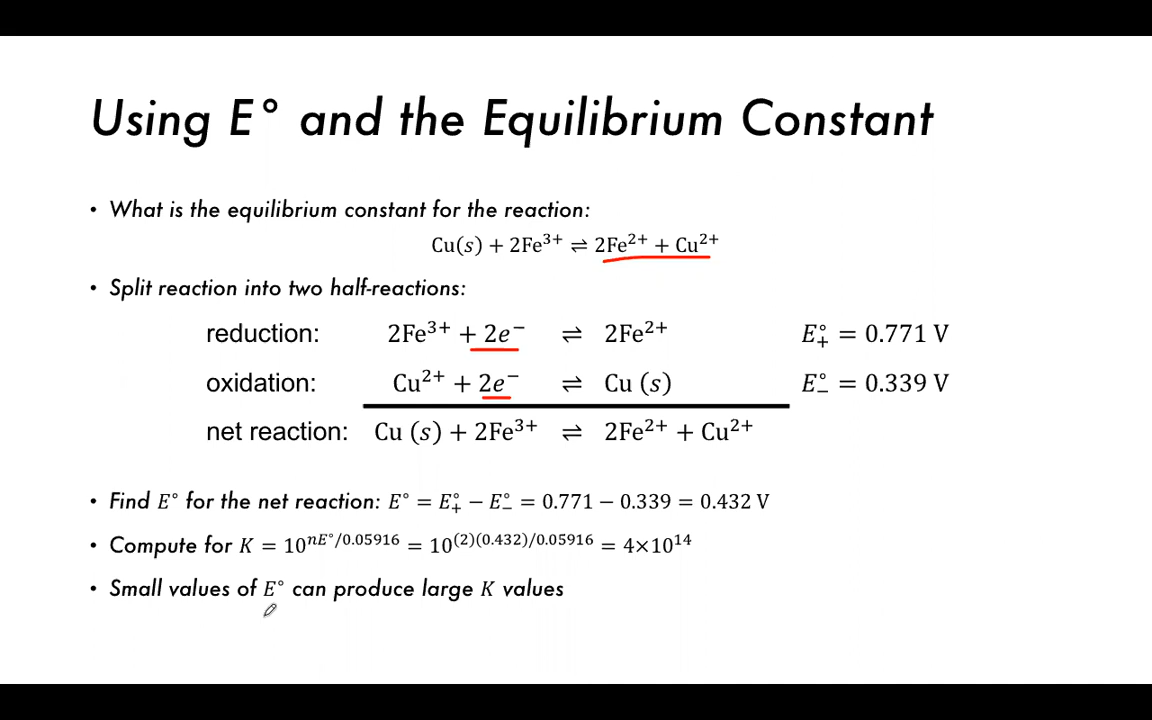 Using E° and the Equilibrium Constant
• What is the equilibrium constant for the reaction:
Cu(s) + 2Fe³⁺ ⇌ 2Fe²⁺ + Cu²⁺
• Split reaction into two half-reactions:
reduction: 2Fe³⁺ + 2e⁻ ⇌ 2Fe²⁺ E₊° = 0.771 V
oxidation: Cu²⁺ + 2e⁻ ⇌ Cu (s) E₋° = 0.339 V
net reaction: Cu (s) + 2Fe³⁺ ⇌ 2Fe²⁺ + Cu²⁺
• Find E° for the net reaction: E° = E₊° − E₋° = 0.771 − 0.339 = 0.432 V
• Compute for K = 10^(nE°/0.05916) = 10^((2)(0.432)/0.05916) = 4×10¹⁴
• Small values of E° can produce large K values